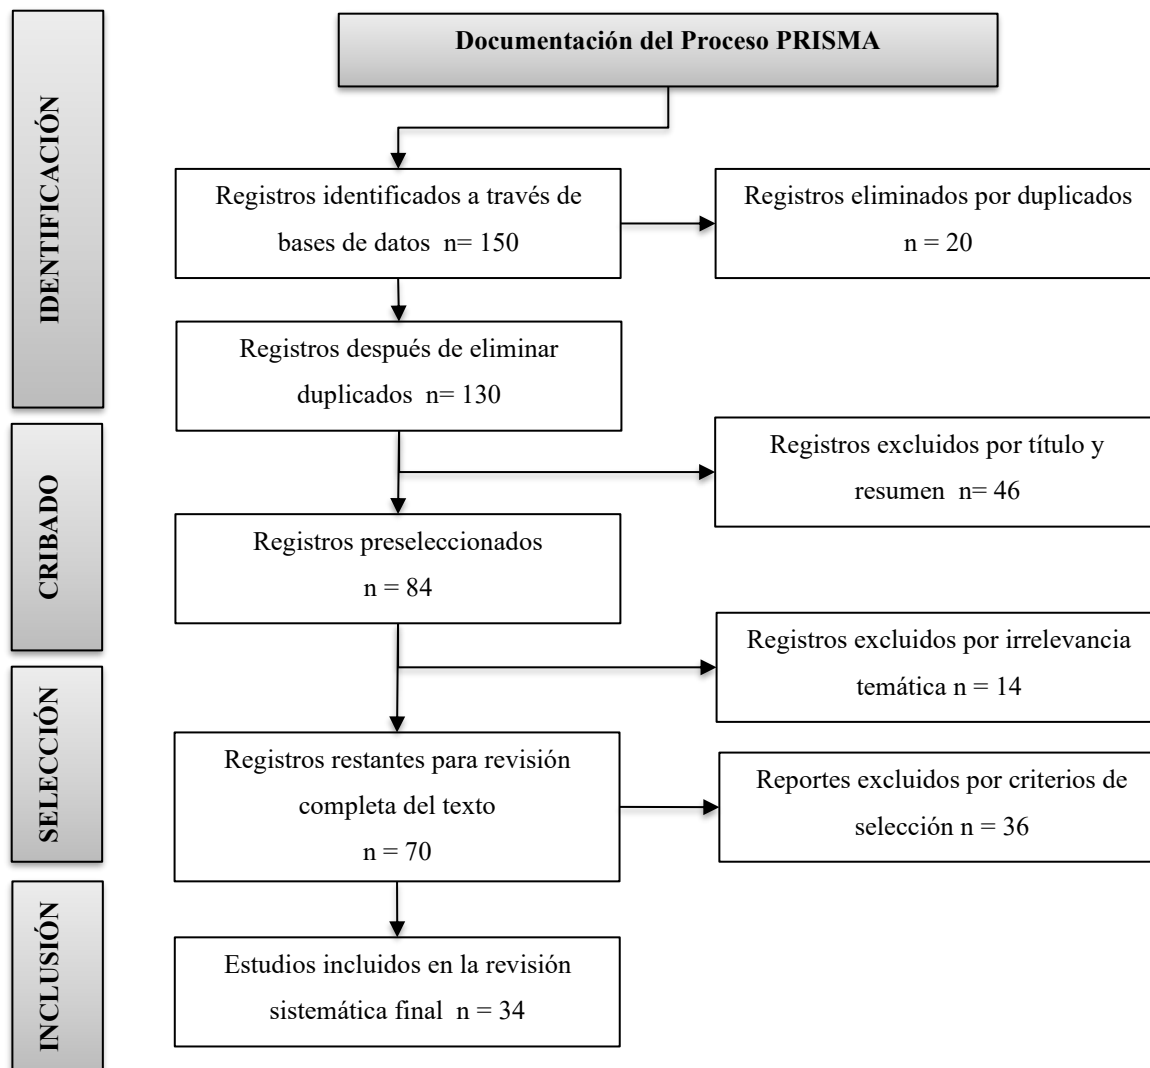 Documentación del Proceso PRISMA
IDENTIFICACIÓN
Registros identificados a través de
bases de datos n= 150
Registros eliminados por duplicados
n = 20
Registros después de eliminar
duplicados n= 130
CRIBADO
Registros excluidos por título y
resumen n= 46
Registros preseleccionados
n = 84
Registros excluidos por irrelevancia
temática n = 14
SELECCIÓN
Registros restantes para revisión
completa del texto
n = 70
Reportes excluidos por criterios de
selección n = 36
INCLUSIÓN
Estudios incluidos en la revisión
sistemática final n = 34